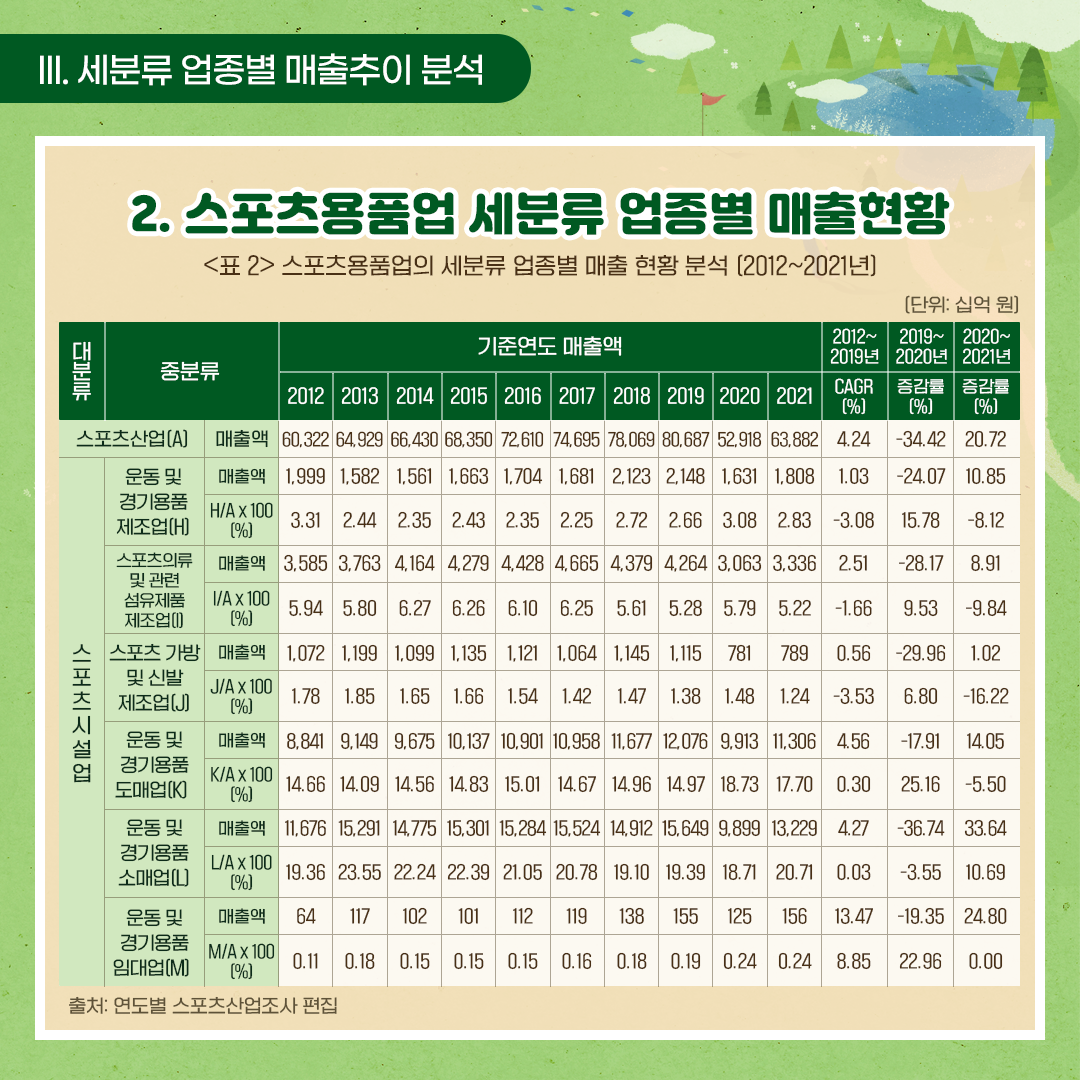 III. 세분류 업종별 매출추이 분석
2. 스포츠용품업 세분류 업종별 매출현황
<표 2> 스포츠용품업의 세분류 업종별 매출 현황 분석 (2012~2021년)
(단위: 십억 원)
대분류 중분류 기준연도 매출액 2012~2019년 2019~2020년 2020~2021년
2012 2013 2014 2015 2016 2017 2018 2019 2020 2021 CAGR (%) 증감률 (%) 증감률 (%)
스포츠산업(A) 매출액 60,322 64,929 66,430 68,350 72,610 74,695 78,069 80,687 52,918 63,882 4.24 -34.42 20.72
스포츠시설업
운동 및 경기용품 제조업(H) 매출액 1,999 1,582 1,561 1,663 1,704 1,681 2,123 2,148 1,631 1,808 1.03 -24.07 10.85
H/A x 100 (%) 3.31 2.44 2.35 2.43 2.35 2.25 2.72 2.66 3.08 2.83 -3.08 15.78 -8.12
스포츠의류 및 관련 섬유제품 제조업(I) 매출액 3,585 3,763 4,164 4,279 4,428 4,665 4,379 4,264 3,063 3,336 2.51 -28.17 8.91
I/A x 100 (%) 5.94 5.80 6.27 6.26 6.10 6.25 5.61 5.28 5.79 5.22 -1.66 9.53 -9.84
스포츠 가방 및 신발 제조업(J) 매출액 1,072 1,199 1,099 1,135 1,121 1,064 1,145 1,115 781 789 0.56 -29.96 1.02
J/A x 100 (%) 1.78 1.85 1.65 1.66 1.54 1.42 1.47 1.38 1.48 1.24 -3.53 6.80 -16.22
운동 및 경기용품 도매업(K) 매출액 8,841 9,149 9,675 10,137 10,901 10,958 11,677 12,076 9,913 11,306 4.56 -17.91 14.05
K/A x 100 (%) 14.66 14.09 14.56 14.83 15.01 14.67 14.96 14.97 18.73 17.70 0.30 25.16 -5.50
운동 및 경기용품 소매업(L) 매출액 11,676 15,291 14,775 15,301 15,284 15,524 14,912 15,649 9,899 13,229 4.27 -36.74 33.64
L/A x 100 (%) 19.36 23.55 22.24 22.39 21.05 20.78 19.10 19.39 18.71 20.71 0.03 -3.55 10.69
운동 및 경기용품 임대업(M) 매출액 64 117 102 101 112 119 138 155 125 156 13.47 -19.35 24.80
M/A x 100 (%) 0.11 0.18 0.15 0.15 0.15 0.16 0.18 0.19 0.24 0.24 8.85 22.96 0.00
출처: 연도별 스포츠산업조사 편집